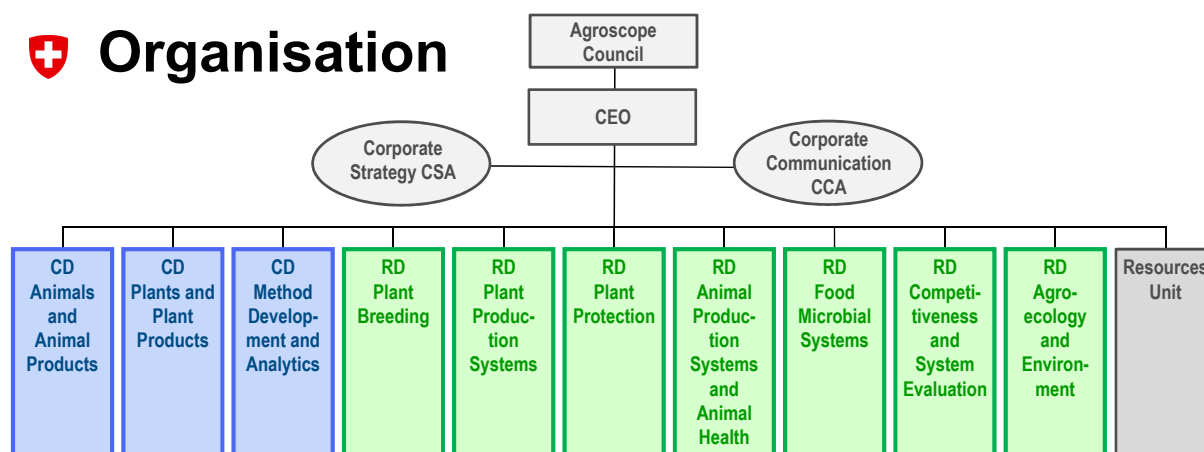 Organisation
Agroscope
Council
CEO
Corporate
Strategy CSA
Corporate
Communication
CCA
CD
Animals
and
Animal
Products
CD
Plants and
Plant
Products
CD
Method
Develop-
ment and
Analytics
RD
Plant
Breeding
RD
Plant
Produc-
tion
Systems
RD
Plant
Protection
RD
Animal
Produc-
tion
Systems
and
Animal
Health
RD
Food
Microbial
Systems
RD
Competi-
tiveness
and
System
Evaluation
RD
Agro-
ecology
and
Environ-
ment
Resources
Unit